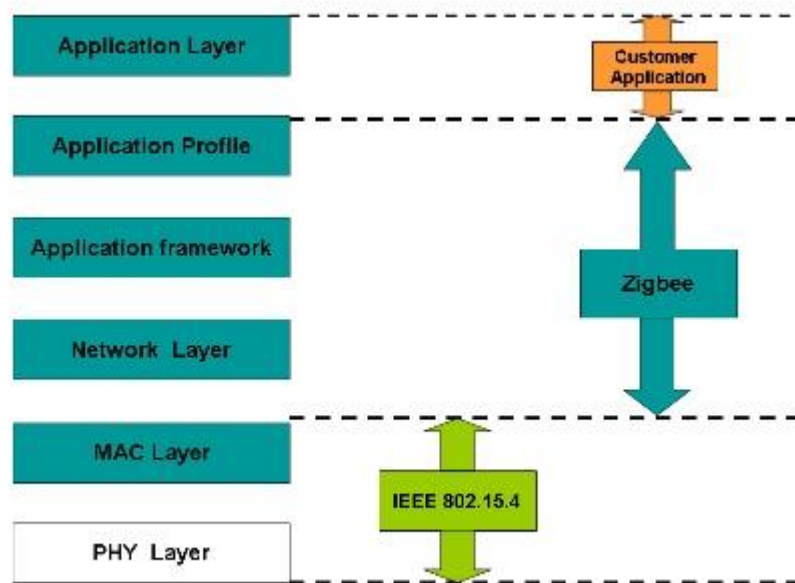 Application Layer
Customer
Application
Application Profile
Application framework
Zigbee
Network Layer
MAC Layer
IEEE 802.15.4
PHY Layer